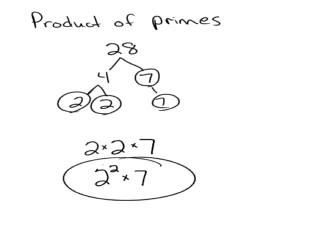 Product of primes
28
4 7
2 2 7
2 × 2 × 7
2² × 7